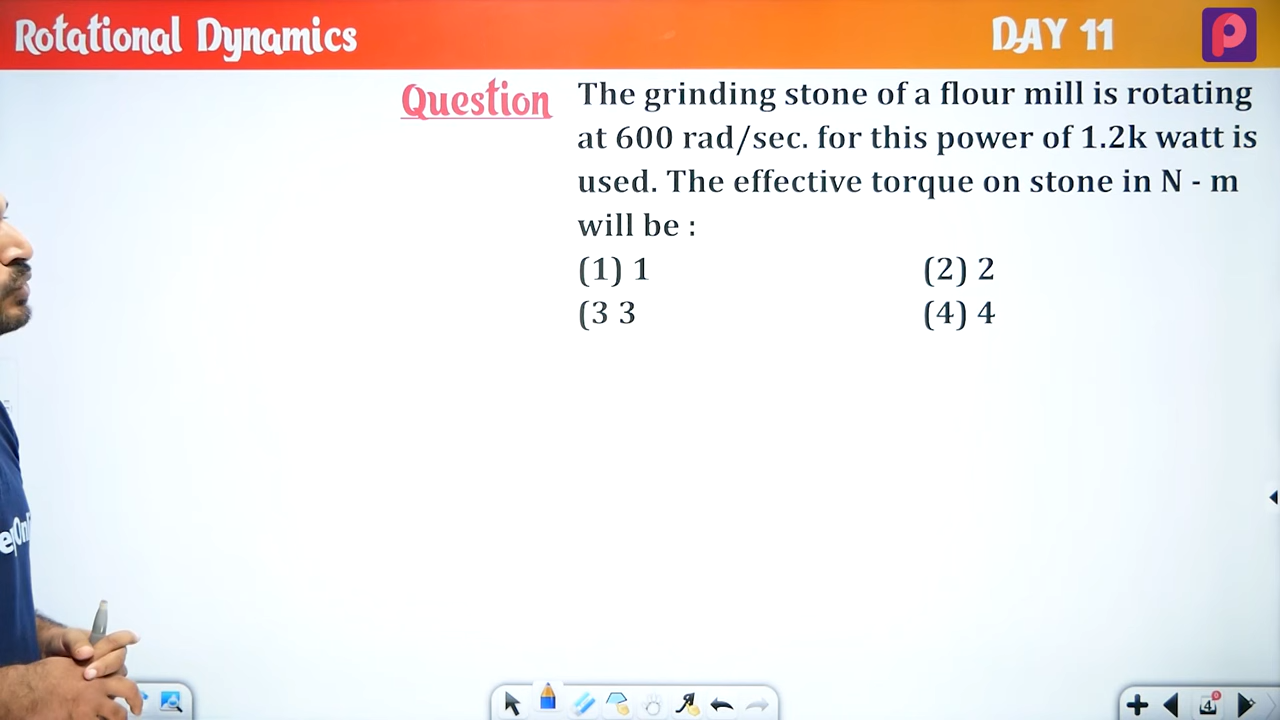 Rotational Dynamics
DAY 11
Question
The grinding stone of a flour mill is rotating
at 600 rad/sec. for this power of 1.2k watt is
used. The effective torque on stone in N - m
will be :
(1) 1
(2) 2
(3 3
(4) 4
4